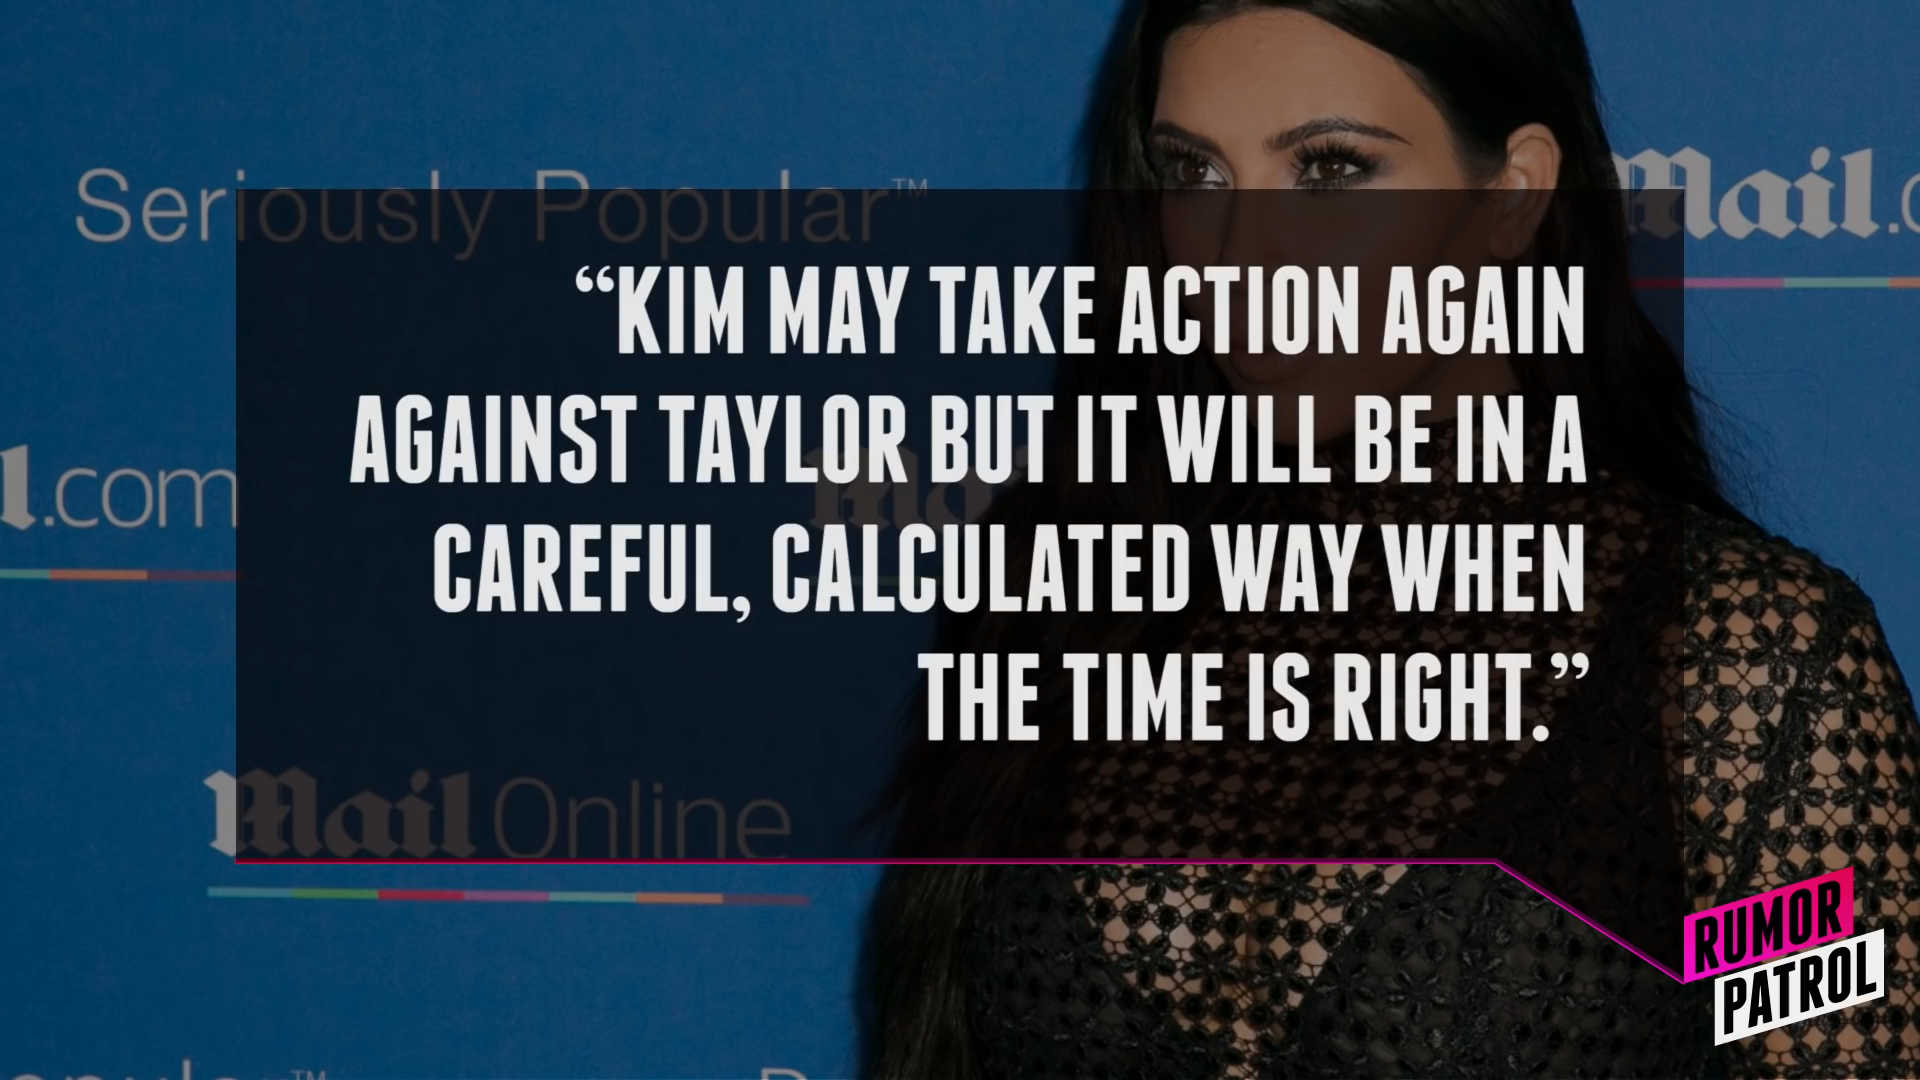 Seriously Popular™
Mail.c
“KIM MAY TAKE ACTION AGAIN
AGAINST TAYLOR BUT IT WILL BE IN A
CAREFUL, CALCULATED WAY WHEN
THE TIME IS RIGHT.”
l.com
Mail Online
RUMOR
PATROL